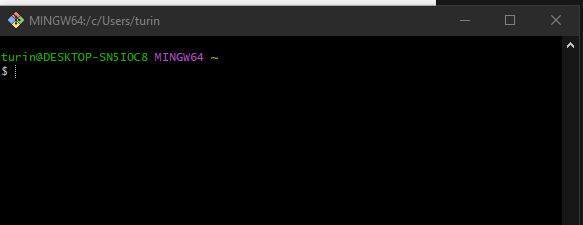 MINGW64:/c/Users/turin
turin@DESKTOP-SN5IOC8 MINGW64 ~
$